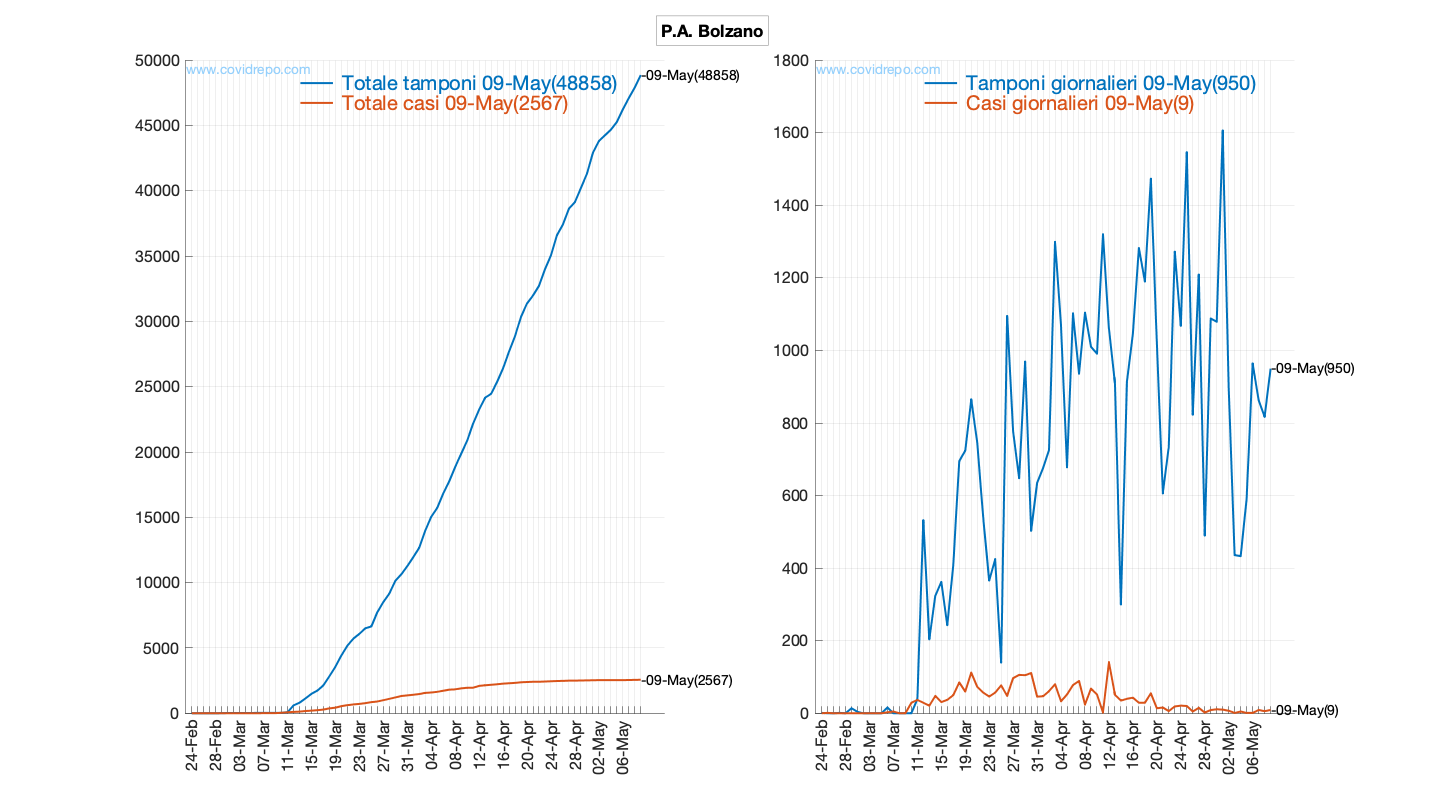 P.A. Bolzano
www.covidrepo.com
Totale tamponi 09-May(48858)
Totale casi 09-May(2567)
50000
45000
40000
35000
30000
25000
20000
15000
10000
5000
0
-09-May(48858)
-09-May(2567)
24-Feb
28-Feb
03-Mar
07-Mar
11-Mar
15-Mar
19-Mar
23-Mar
27-Mar
31-Mar
04-Apr
08-Apr
12-Apr
16-Apr
20-Apr
24-Apr
28-Apr
02-May
06-May
www.covidrepo.com
Tamponi giornalieri 09-May(950)
Casi giornalieri 09-May(9)
1800
1600
1400
1200
1000
800
600
400
200
0
-09-May(950)
-09-May(9)
24-Feb
28-Feb
03-Mar
07-Mar
11-Mar
15-Mar
19-Mar
23-Mar
27-Mar
31-Mar
04-Apr
08-Apr
12-Apr
16-Apr
20-Apr
24-Apr
28-Apr
02-May
06-May